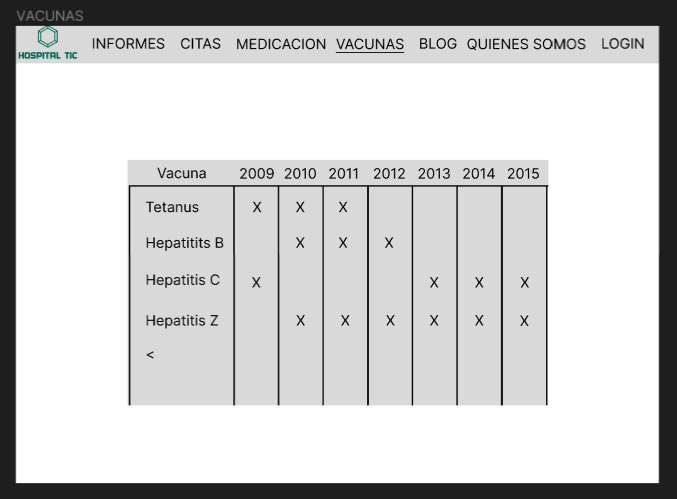 VACUNAS
HOSPITAL TIC
INFORMES CITAS MEDICACION VACUNAS BLOG QUIENES SOMOS LOGIN
Vacuna 2009 2010 2011 2012 2013 2014 2015
Tetanus X X X
Hepatitits B X X X
Hepatitis C X X X X
Hepatitis Z X X X X X X
<